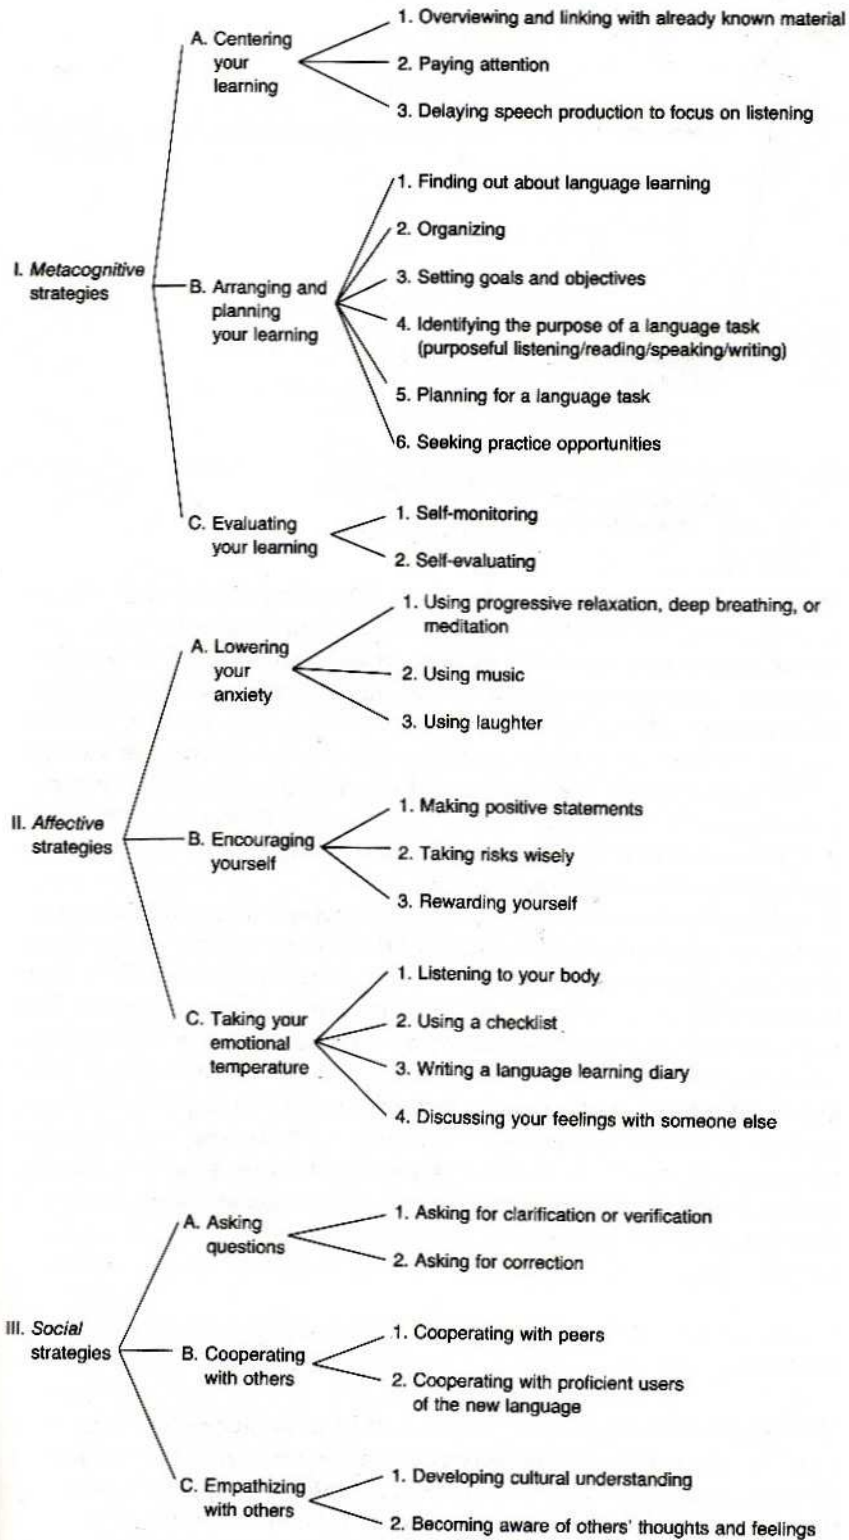 I. Metacognitive
strategies
A. Centering
your
learning
1. Overviewing and linking with already known material
2. Paying attention
3. Delaying speech production to focus on listening
B. Arranging and
planning
your learning
1. Finding out about language learning
2. Organizing
3. Setting goals and objectives
4. Identifying the purpose of a language task
(purposeful listening/reading/speaking/writing)
5. Planning for a language task
6. Seeking practice opportunities
C. Evaluating
your learning
1. Self-monitoring
2. Self-evaluating
II. Affective
strategies
A. Lowering
your
anxiety
1. Using progressive relaxation, deep breathing, or
meditation
2. Using music
3. Using laughter
B. Encouraging
yourself
1. Making positive statements
2. Taking risks wisely
3. Rewarding yourself
C. Taking your
emotional
temperature
1. Listening to your body
2. Using a checklist
3. Writing a language learning diary
4. Discussing your feelings with someone else
III. Social
strategies
A. Asking
questions
1. Asking for clarification or verification
2. Asking for correction
B. Cooperating
with others
1. Cooperating with peers
2. Cooperating with proficient users
of the new language
C. Empathizing
with others
1. Developing cultural understanding
2. Becoming aware of others' thoughts and feelings